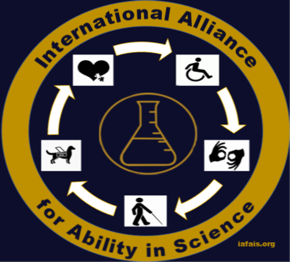 International Alliance
for Ability in Science
iafais.org